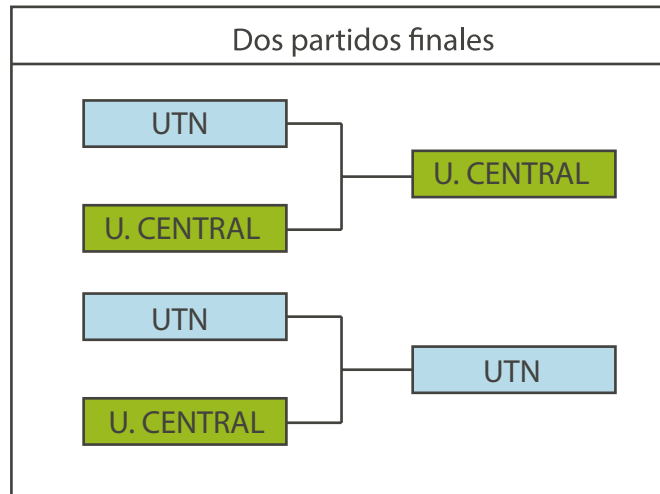 Dos partidos finales
UTN
U. CENTRAL
U. CENTRAL
UTN
UTN
U. CENTRAL